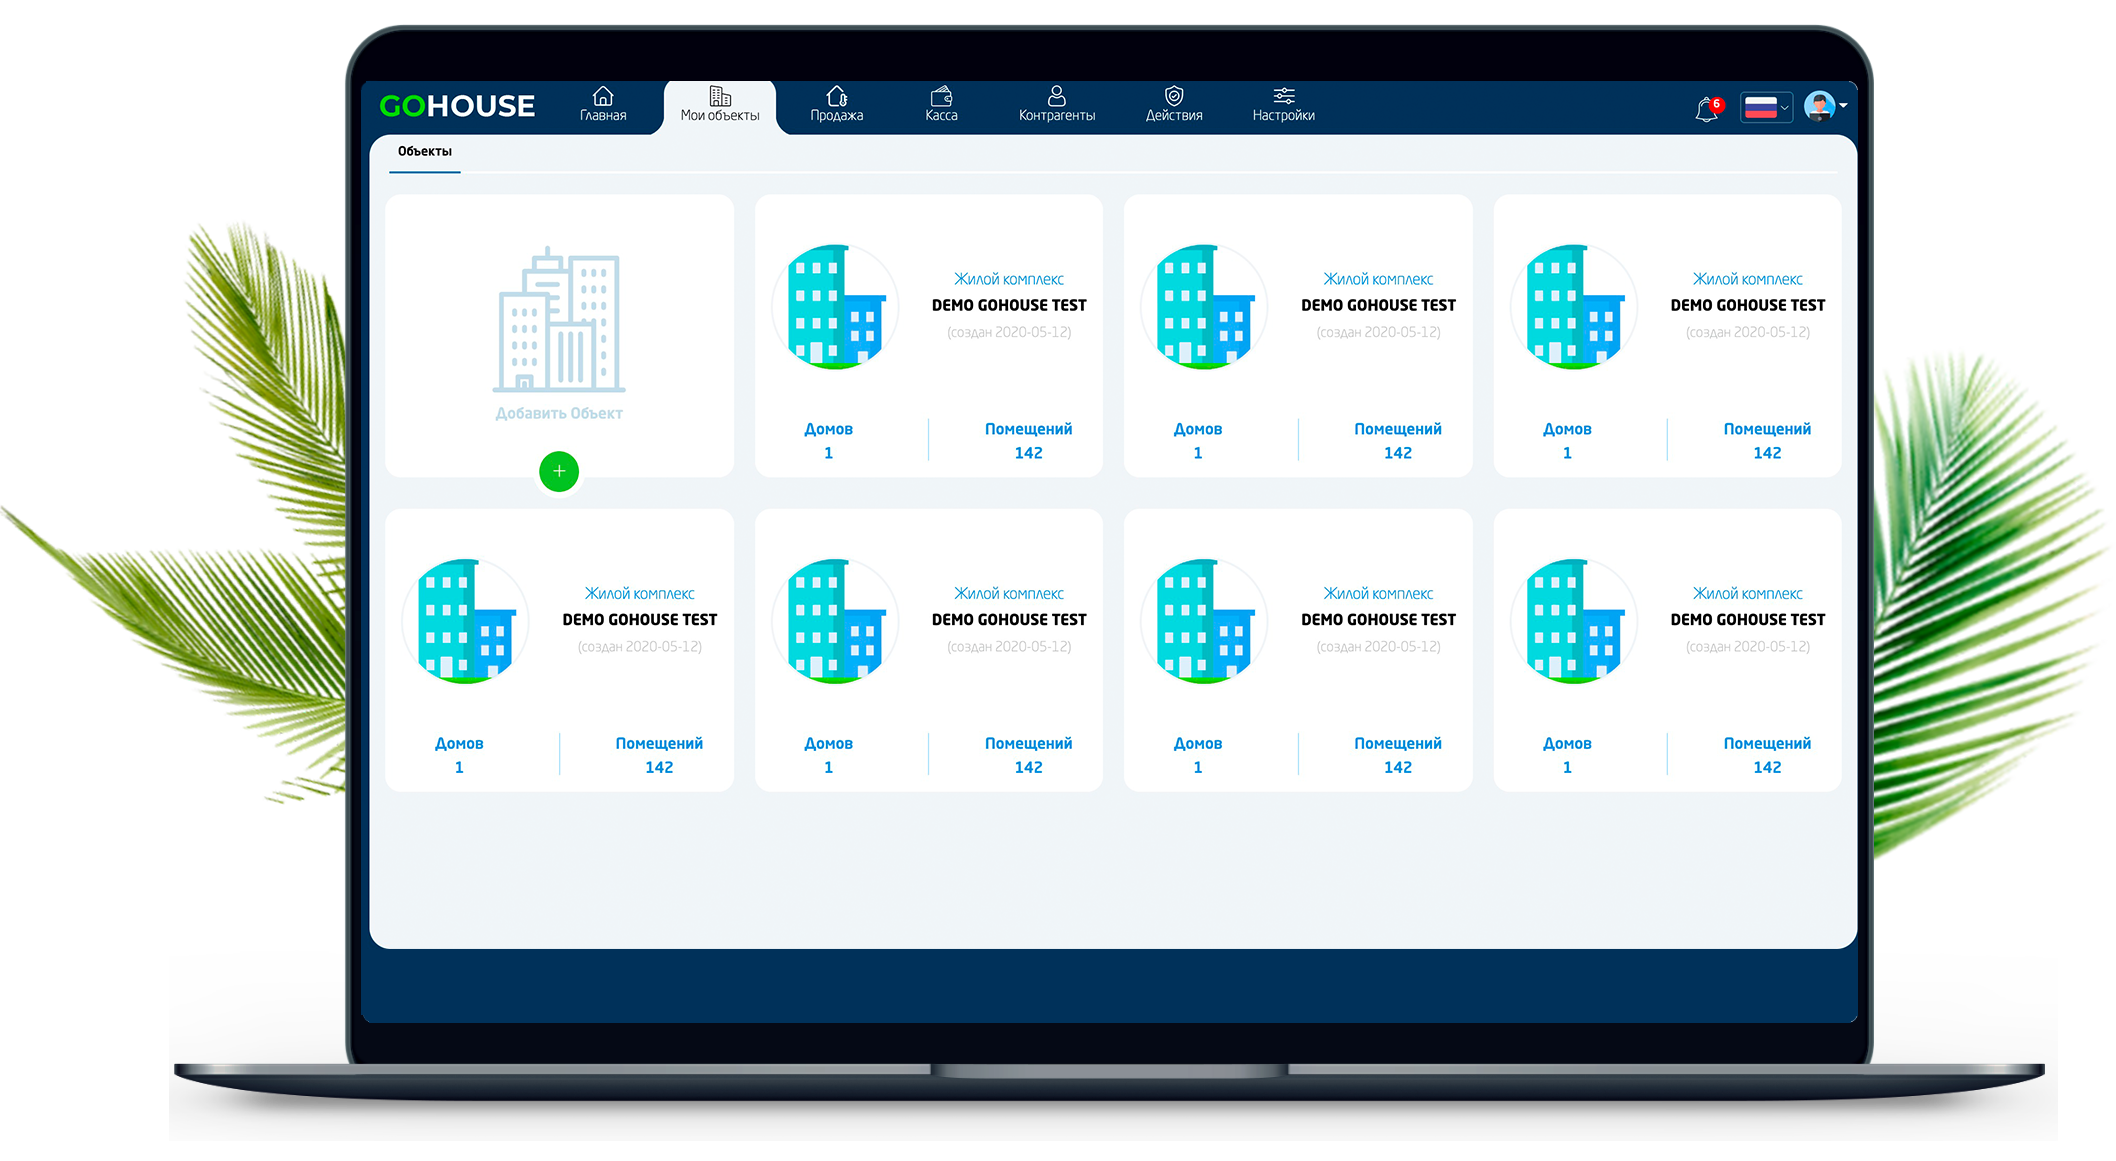 GOHOUSE
Главная
Мои объекты
Продажа
Касса
Контрагенты
Действия
Настройки
6
Объекты
Добавить Объект
+
Жилой комплекс
DEMO GOHOUSE TEST
(создан 2020-05-12)
Домов
1
Помещений
142
Жилой комплекс
DEMO GOHOUSE TEST
(создан 2020-05-12)
Домов
1
Помещений
142
Жилой комплекс
DEMO GOHOUSE TEST
(создан 2020-05-12)
Домов
1
Помещений
142
Жилой комплекс
DEMO GOHOUSE TEST
(создан 2020-05-12)
Домов
1
Помещений
142
Жилой комплекс
DEMO GOHOUSE TEST
(создан 2020-05-12)
Домов
1
Помещений
142
Жилой комплекс
DEMO GOHOUSE TEST
(создан 2020-05-12)
Домов
1
Помещений
142
Жилой комплекс
DEMO GOHOUSE TEST
(создан 2020-05-12)
Домов
1
Помещений
142